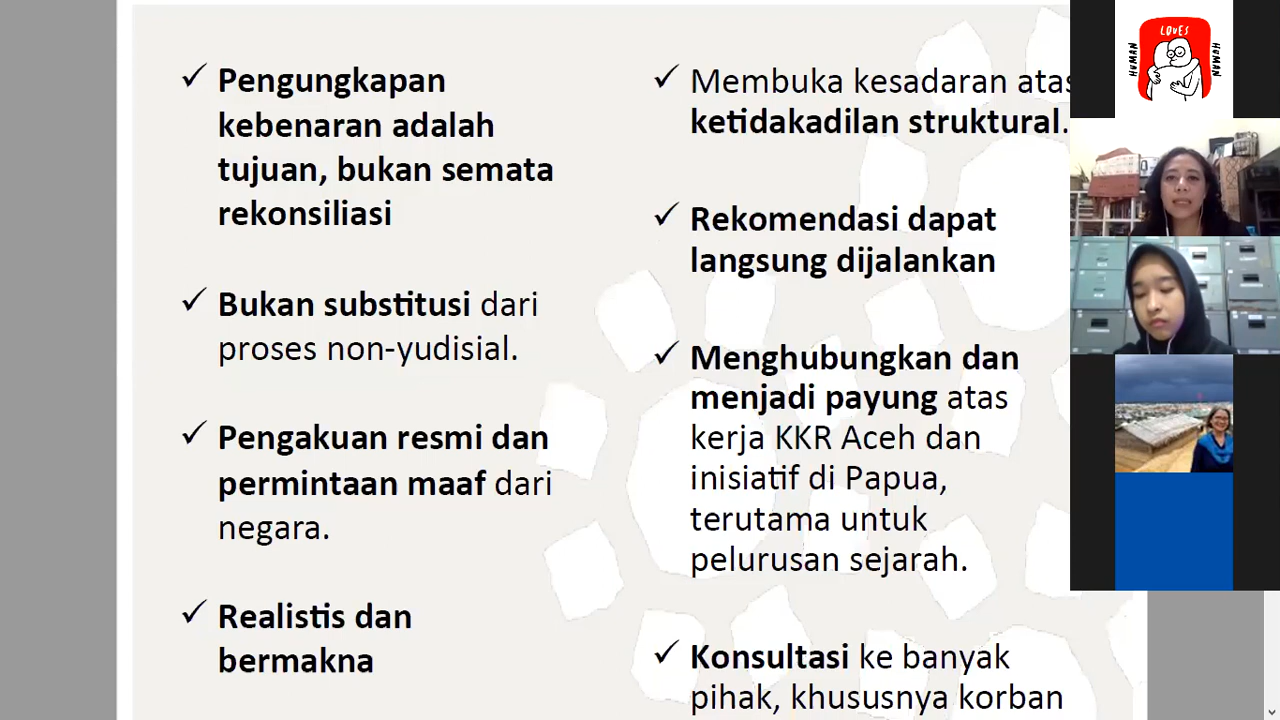 Pengungkapan
kebenaran adalah
tujuan, bukan semata
rekonsiliasi
Bukan substitusi dari
proses non-yudisial.
Pengakuan resmi dan
permintaan maaf dari
negara.
Realistis dan
bermakna
Membuka kesadaran atas
ketidakadilan struktural.
Rekomendasi dapat
langsung dijalankan
Menghubungkan dan
menjadi payung atas
kerja KKR Aceh dan
inisiatif di Papua,
terutama untuk
pelurusan sejarah.
Konsultasi ke banyak
pihak, khususnya korban
HUMAN
LOVES
HUMAN